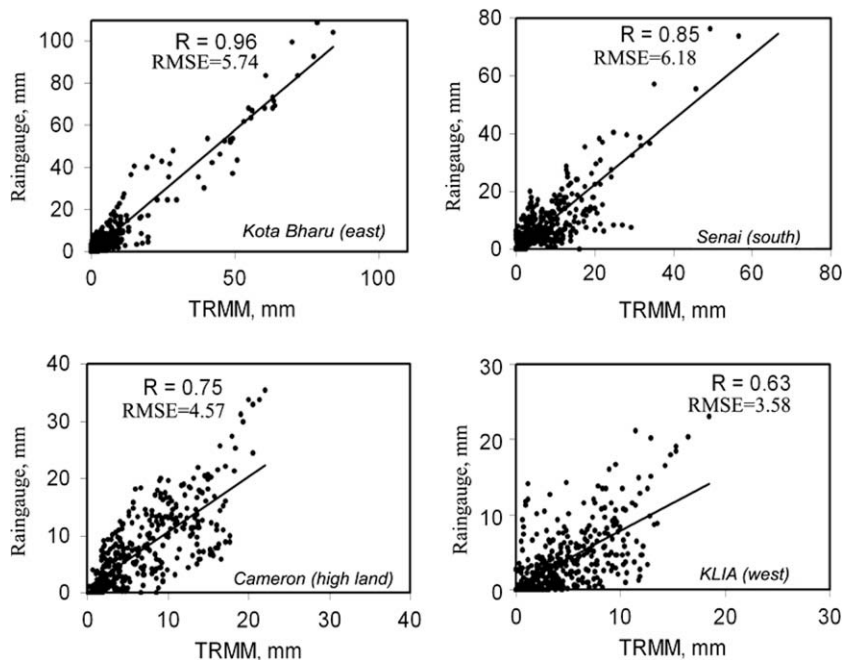 R = 0.96
RMSE=5.74
Raingauge, mm
100
80
60
40
20
0
Kota Bharu (east)
0 50 100
TRMM, mm
R = 0.85
RMSE=6.18
Raingauge, mm
80
60
40
20
0
Senai (south)
0 20 40 60 80
TRMM, mm
R = 0.75
RMSE=4.57
Raingauge, mm
40
30
20
10
0
Cameron (high land)
0 10 20 30 40
TRMM, mm
R = 0.63
RMSE=3.58
Raingauge, mm
30
20
10
0
KLIA (west)
0 10 20 30
TRMM, mm